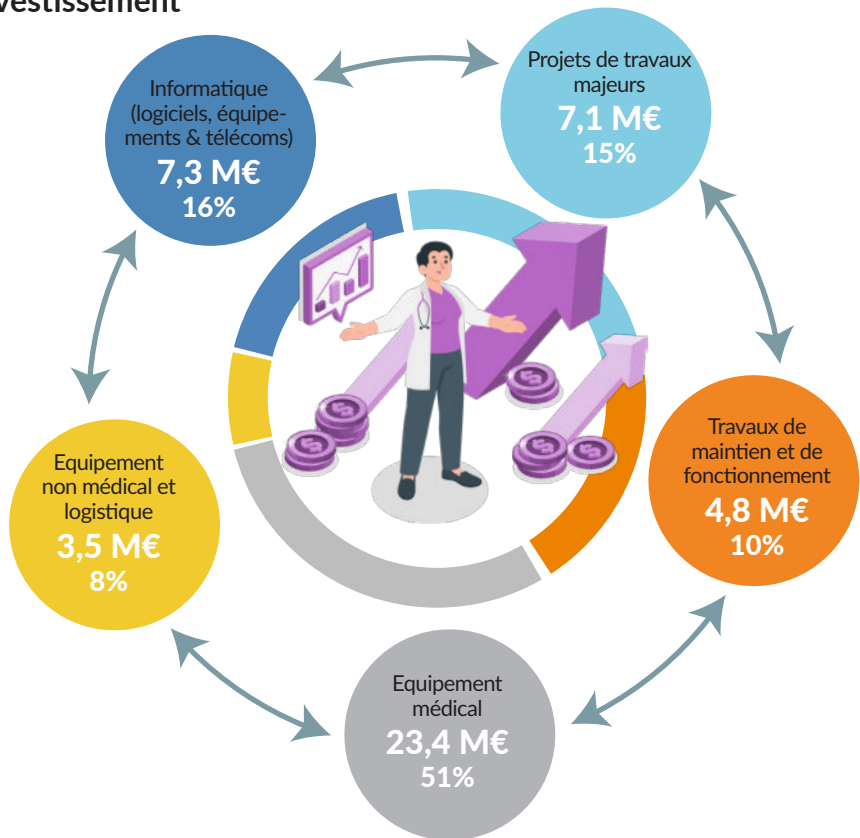 vestissement
Informatique
(logiciels, équipe-
ments & télécoms)
7,3 M€
16%
Projets de travaux
majeurs
7,1 M€
15%
Travaux de
maintien et de
fonctionnement
4,8 M€
10%
Equipement
non médical et
logistique
3,5 M€
8%
Equipement
médical
23,4 M€
51%